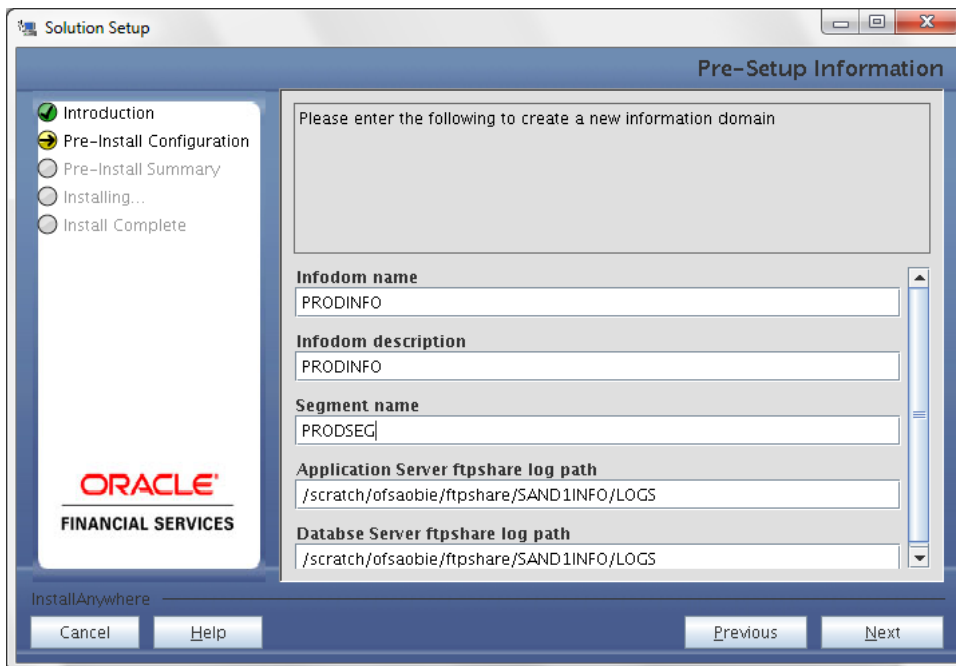 Solution Setup
Pre-Setup Information
Introduction
Pre-Install Configuration
Pre-Install Summary
Installing...
Install Complete
ORACLE®
FINANCIAL SERVICES
Please enter the following to create a new information domain
Infodom name
PRODINFO
Infodom description
PRODINFO
Segment name
PRODSEG
Application Server ftpshare log path
/scratch/ofsaobie/ftpshare/SAND1INFO/LOGS
Databse Server ftpshare log path
/scratch/ofsaobie/ftpshare/SAND1INFO/LOGS
InstallAnywhere
Cancel
Help
Previous
Next